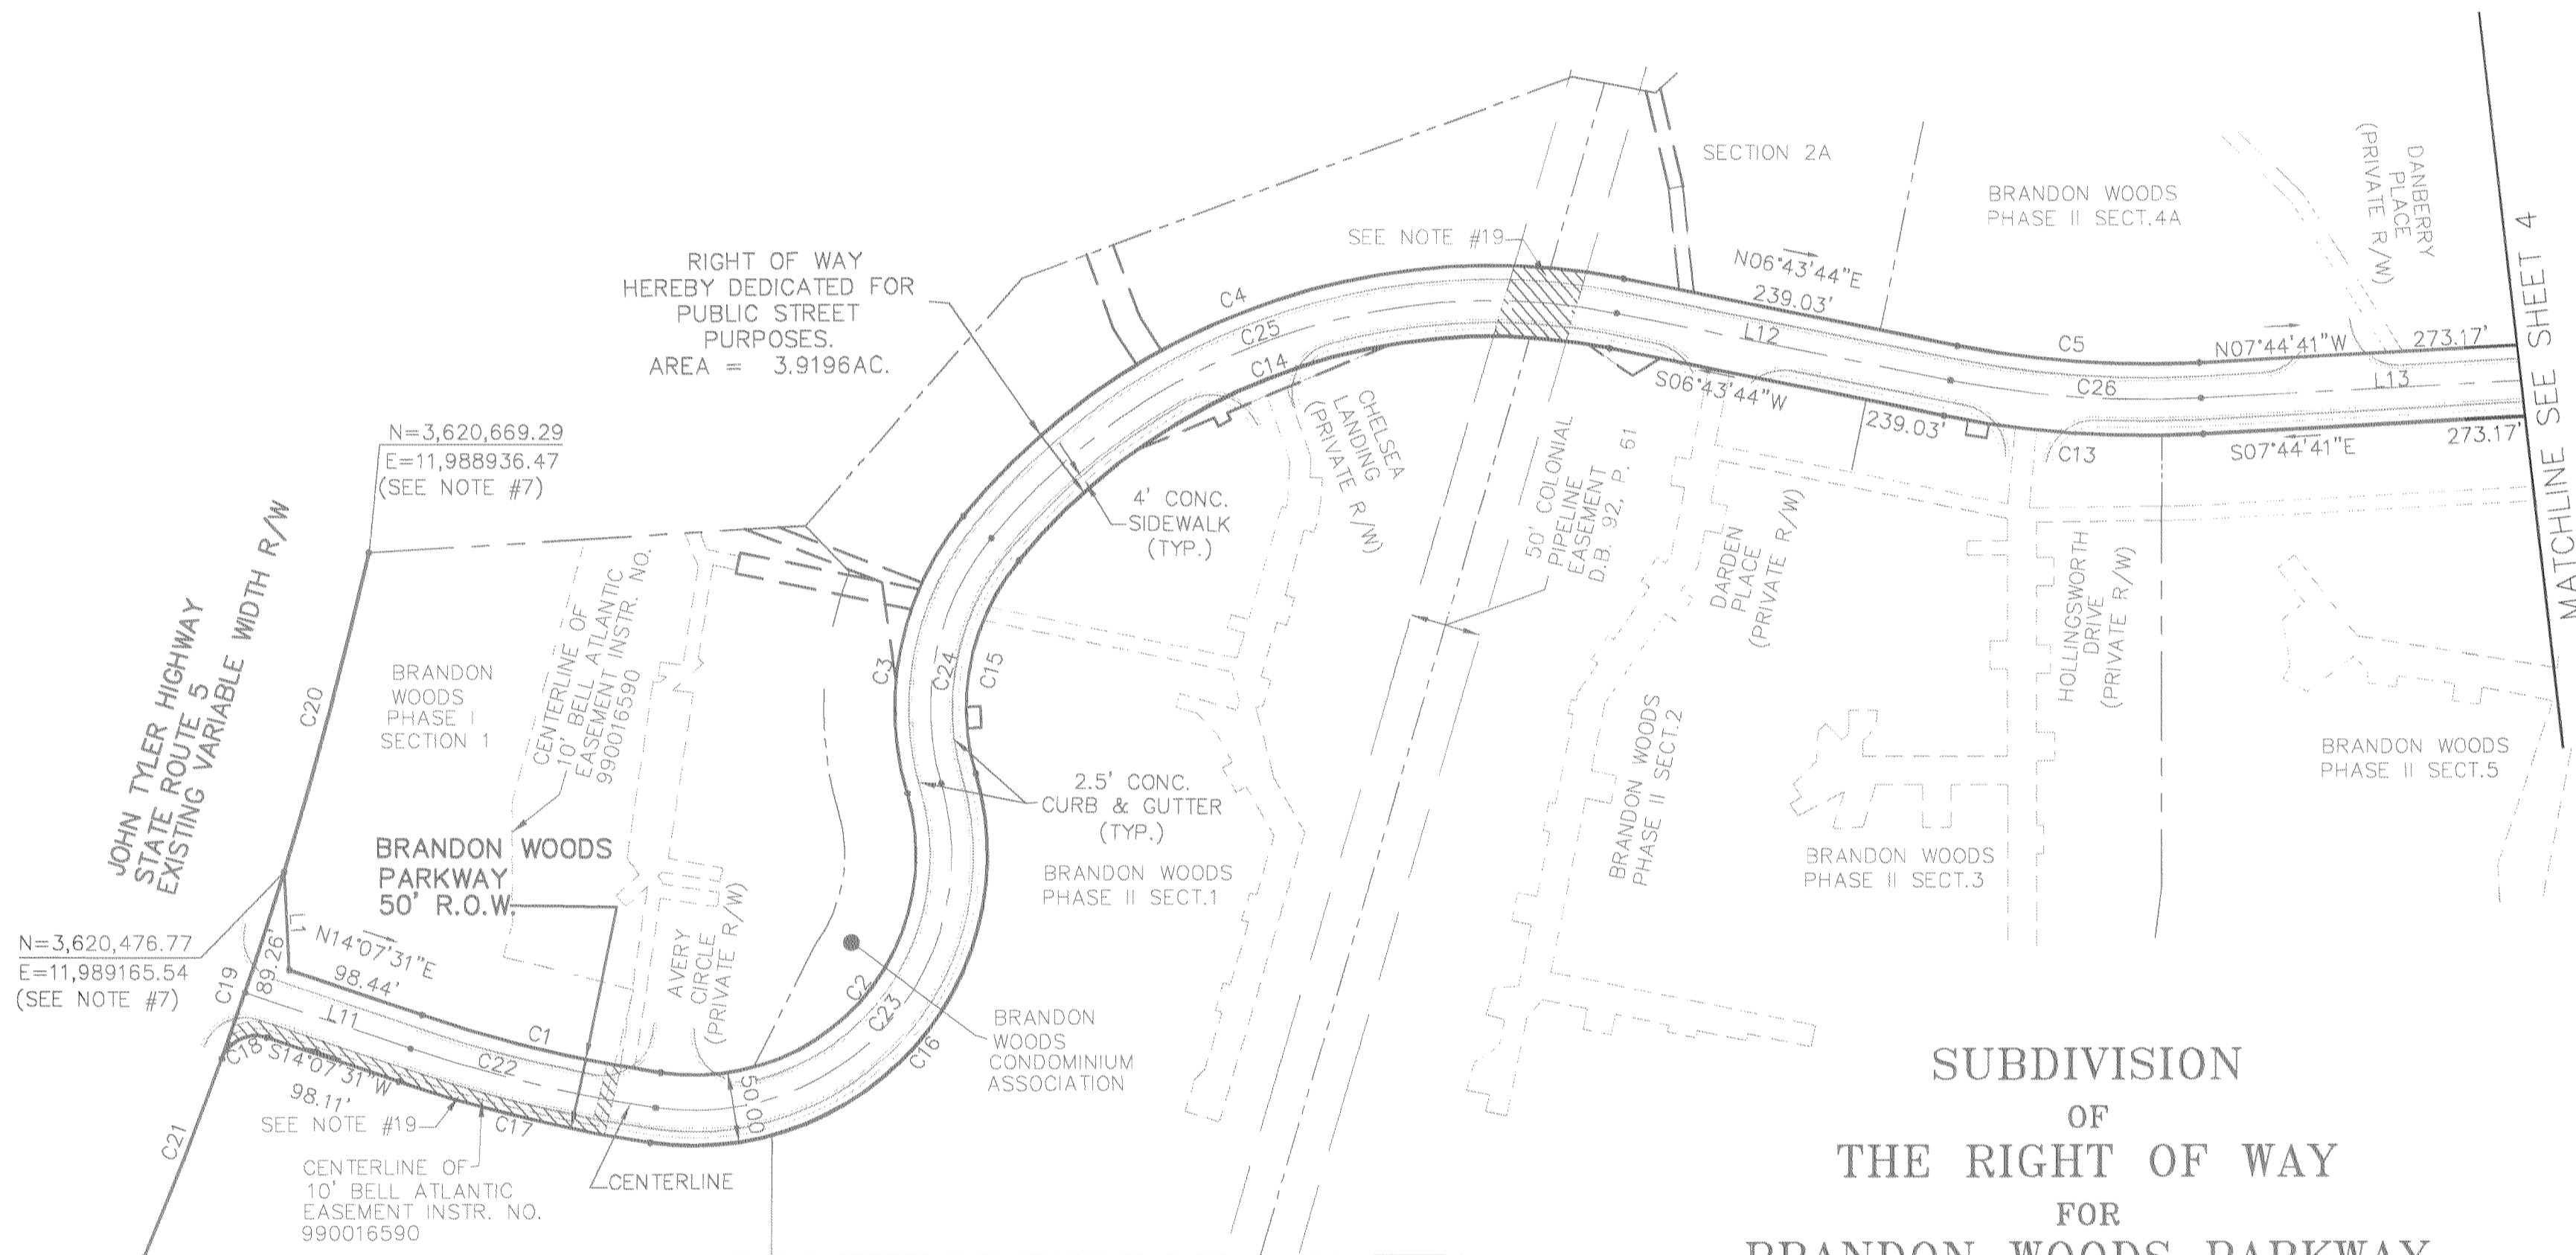 SECTION 2A
BRANDON WOODS
PHASE II SECT.4A
DANBERRY
PLACE
(PRIVATE R/W)
MATCHLINE SEE SHEET 4
SEE NOTE #19
RIGHT OF WAY
HEREBY DEDICATED FOR
PUBLIC STREET
PURPOSES.
AREA = 3.9196AC.
C4
C25
C14
N06°43'44"E
239.03'
L12
C5
N07°44'41"W
273.17'
C26
L13
S06°43'44"W
239.03'
C13
S07°44'41"E
273.17'
N=3,620,669.29
E=11,988936.47
(SEE NOTE #7)
CHELSEA
LANDING
(PRIVATE R/W)
4' CONC.
SIDEWALK
(TYP.)
50' COLONIAL
PIPELINE
EASEMENT
D.B. 92, P. 61
DARDEN
PLACE
(PRIVATE R/W)
HOLLINGSWORTH
DRIVE
(PRIVATE R/W)
JOHN TYLER HIGHWAY
STATE ROUTE 5
EXISTING VARIABLE WIDTH R/W
C20
BRANDON
WOODS
PHASE I
SECTION 1
CENTERLINE OF
10' BELL ATLANTIC
EASEMENT INSTR. NO.
990016590
C3
C24
C15
BRANDON WOODS
PHASE II SECT.2
BRANDON WOODS
PHASE II SECT.5
2.5' CONC.
CURB & GUTTER
(TYP.)
BRANDON WOODS
PARKWAY
50' R.O.W.
BRANDON WOODS
PHASE II SECT.1
BRANDON WOODS
PHASE II SECT.3
N=3,620,476.77
E=11,989165.54
(SEE NOTE #7)
L1
C19
89.26'
N14°07'31"E
98.44'
AVERY
CIRCLE
(PRIVATE R/W)
C2
C23
C16
L11
C1
C22
C18
S14°07'31"W
98.11'
SEE NOTE #19
C17
50.00'
C21
BRANDON
WOODS
CONDOMINIUM
ASSOCIATION
CENTERLINE OF
10' BELL ATLANTIC
EASEMENT INSTR. NO.
990016590
CENTERLINE
SUBDIVISION
OF
THE RIGHT OF WAY
FOR
BRANDON WOODS PARKWAY